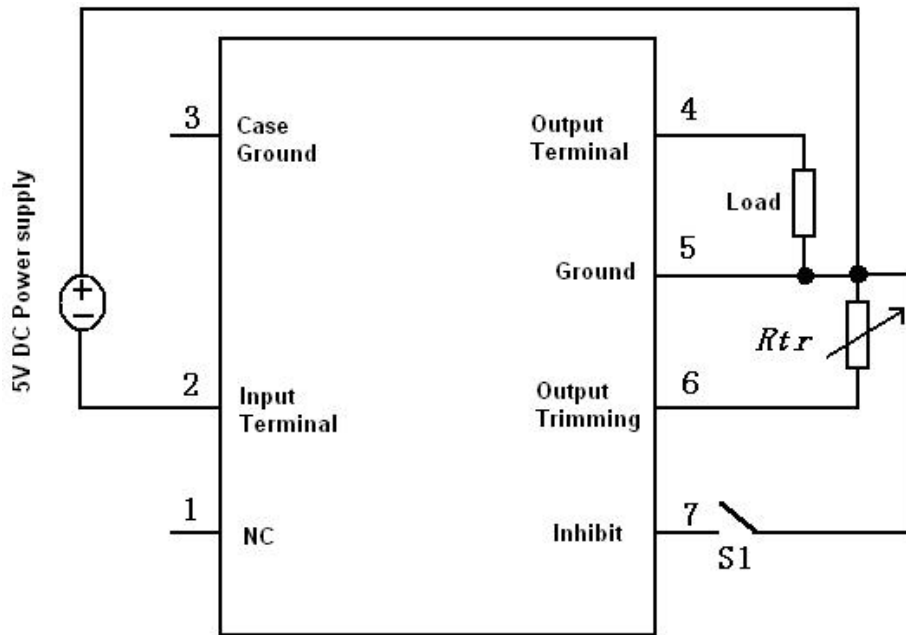 3
Case
Ground
Output
Terminal
4
Load
5V DC Power supply
+
−
Ground
5
Rtr
2
Input
Terminal
Output
Trimming
6
1
NC
Inhibit
7
S1